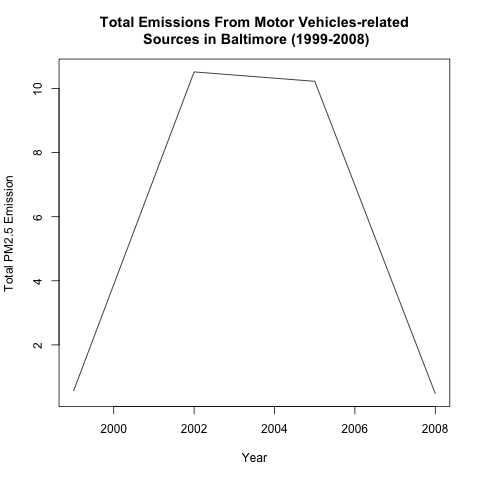 Total Emissions From Motor Vehicles-related
Sources in Baltimore (1999-2008)
Total PM2.5 Emission
10
8
6
4
2
2000 2002 2004 2006 2008
Year